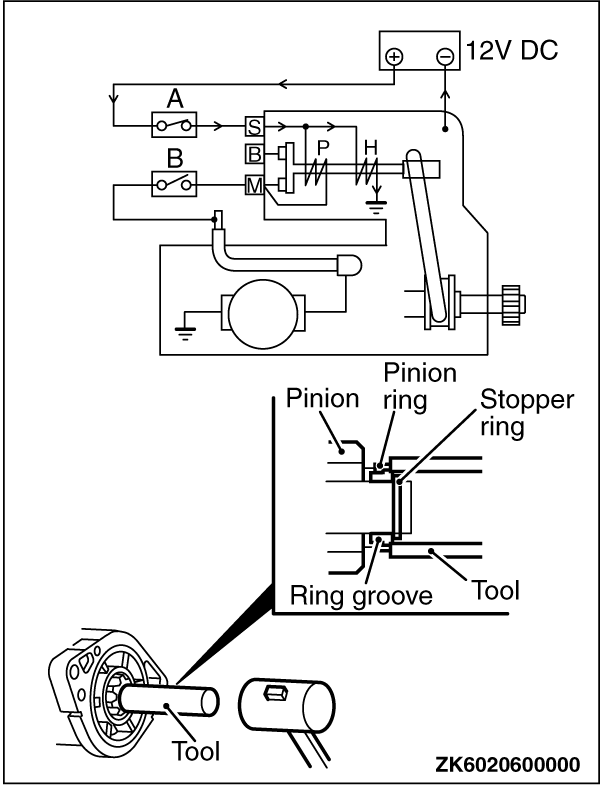 12V DC
+ −
A
S
P H
B
B
M
Pinion
ring
Pinion
Stopper
ring
Ring groove
Tool
Tool
ZK6020600000